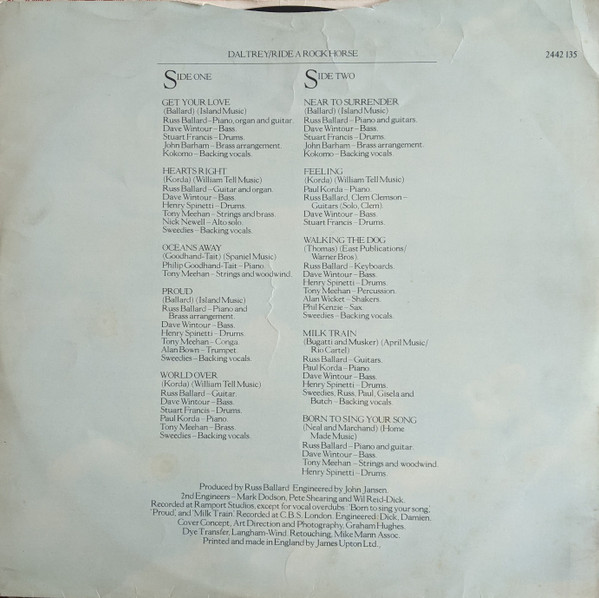 DALTREY/RIDE A ROCK HORSE
2442 135
SIDE ONE
GET YOUR LOVE
(Ballard) (Island Music)
Russ Ballard–Piano, organ and guitar.
Dave Wintour–Bass.
Stuart Francis–Drums.
John Barham–Brass arrangement.
Kokomo–Backing vocals.
HEARTS RIGHT
(Korda) (William Tell Music)
Russ Ballard–Guitar and organ.
Dave Wintour–Bass.
Henry Spinetti–Drums.
Tony Meehan–Strings and brass.
Nick Newell–Alto solo.
Sweedies–Backing vocals.
OCEANS AWAY
(Goodhand-Tait) (Spaniel Music)
Philip Goodhand-Tait–Piano.
Tony Meehan–Strings and woodwind.
PROUD
(Ballard) (Island Music)
Russ Ballard–Piano and
Brass arrangement.
Dave Wintour–Bass.
Henry Spinetti–Drums.
Tony Meehan–Conga.
Alan Bown–Trumpet.
Sweedies–Backing vocals.
WORLD OVER
(Korda) (William Tell Music)
Russ Ballard–Guitar.
Dave Wintour–Bass.
Stuart Francis–Drums.
Paul Korda–Piano.
Tony Meehan–Brass.
Sweedies–Backing vocals.
SIDE TWO
NEAR TO SURRENDER
(Ballard) (Island Music)
Russ Ballard–Piano and guitars.
Dave Wintour–Bass.
Stuart Francis–Drums.
John Barham–Brass arrangement.
Kokomo–Backing vocals
FEELING
(Korda) (William Tell Music)
Paul Korda–Piano.
Russ Ballard, Clem Clemson–
Guitars (Solo, Clem).
Dave Wintour–Bass.
Stuart Francis–Drums.
WALKING THE DOG
(Thomas) (East Publications/
Warner Bros).
Russ Ballard–Keyboards.
Dave Wintour–Bass.
Henry Spinetti–Drums.
Tony Meehan–Percussion.
Alan Wicket–Shakers.
Phil Kenzie–Sax.
Sweedies–Backing vocals.
MILK TRAIN
(Bugatti and Musker) (April Music/
Rio Cartel)
Russ Ballard–Guitars.
Paul Korda–Piano.
Dave Wintour–Bass.
Henry Spinetti–Drums.
Sweedies, Russ, Paul, Gisela and
Butch–Backing vocals
BORN TO SING YOUR SONG
(Neal and Marchand) (Home
Made Music)
Russ Ballard–Piano and guitar.
Dave Wintour–Bass.
Tony Meehan–Strings and woodwind.
Henry Spinetti–Drums.
Produced by Russ Ballard. Engineered by John Jansen.
2nd Engineers–Mark Dodson, Pete Shearing and Wil Reid-Dick.
Recorded at Ramport Studios, except for vocal overdubs: 'Born to sing your song,'
'Proud', and 'Milk Train'. Recorded at C.B.S. London. Engineered: Dick, Damien.
Cover Concept, Art Direction and Photography, Graham Hughes.
Dye Transfer, Langham-Wind. Retouching, Mike Mann Assoc.
Printed and made in England by James Upton Ltd.,